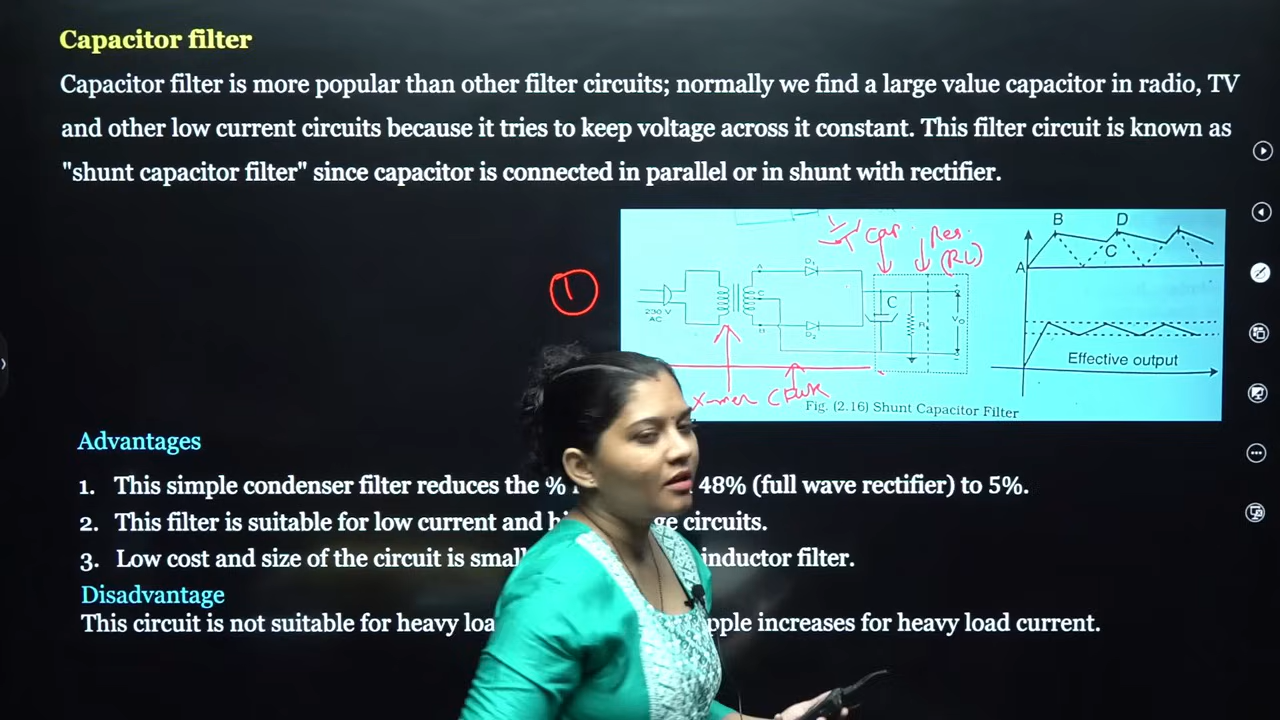 Capacitor filter
Capacitor filter is more popular than other filter circuits; normally we find a large value capacitor in radio, TV
and other low current circuits because it tries to keep voltage across it constant. This filter circuit is known as
"shunt capacitor filter" since capacitor is connected in parallel or in shunt with rectifier.
Cap.
Res.
(RL)
1
230 V
AC
A
C
B
D₁
D₂
C
R
+
V₀
−
X-mer
Fig. (2.16) Shunt Capacitor Filter
B
D
A
C
Effective output
Advantages
1. This simple condenser filter reduces the % 48% (full wave rectifier) to 5%.
2. This filter is suitable for low current and circuits.
3. Low cost and size of the circuit is inductor filter.
Disadvantage
This circuit is not suitable for heavy increases for heavy load current.